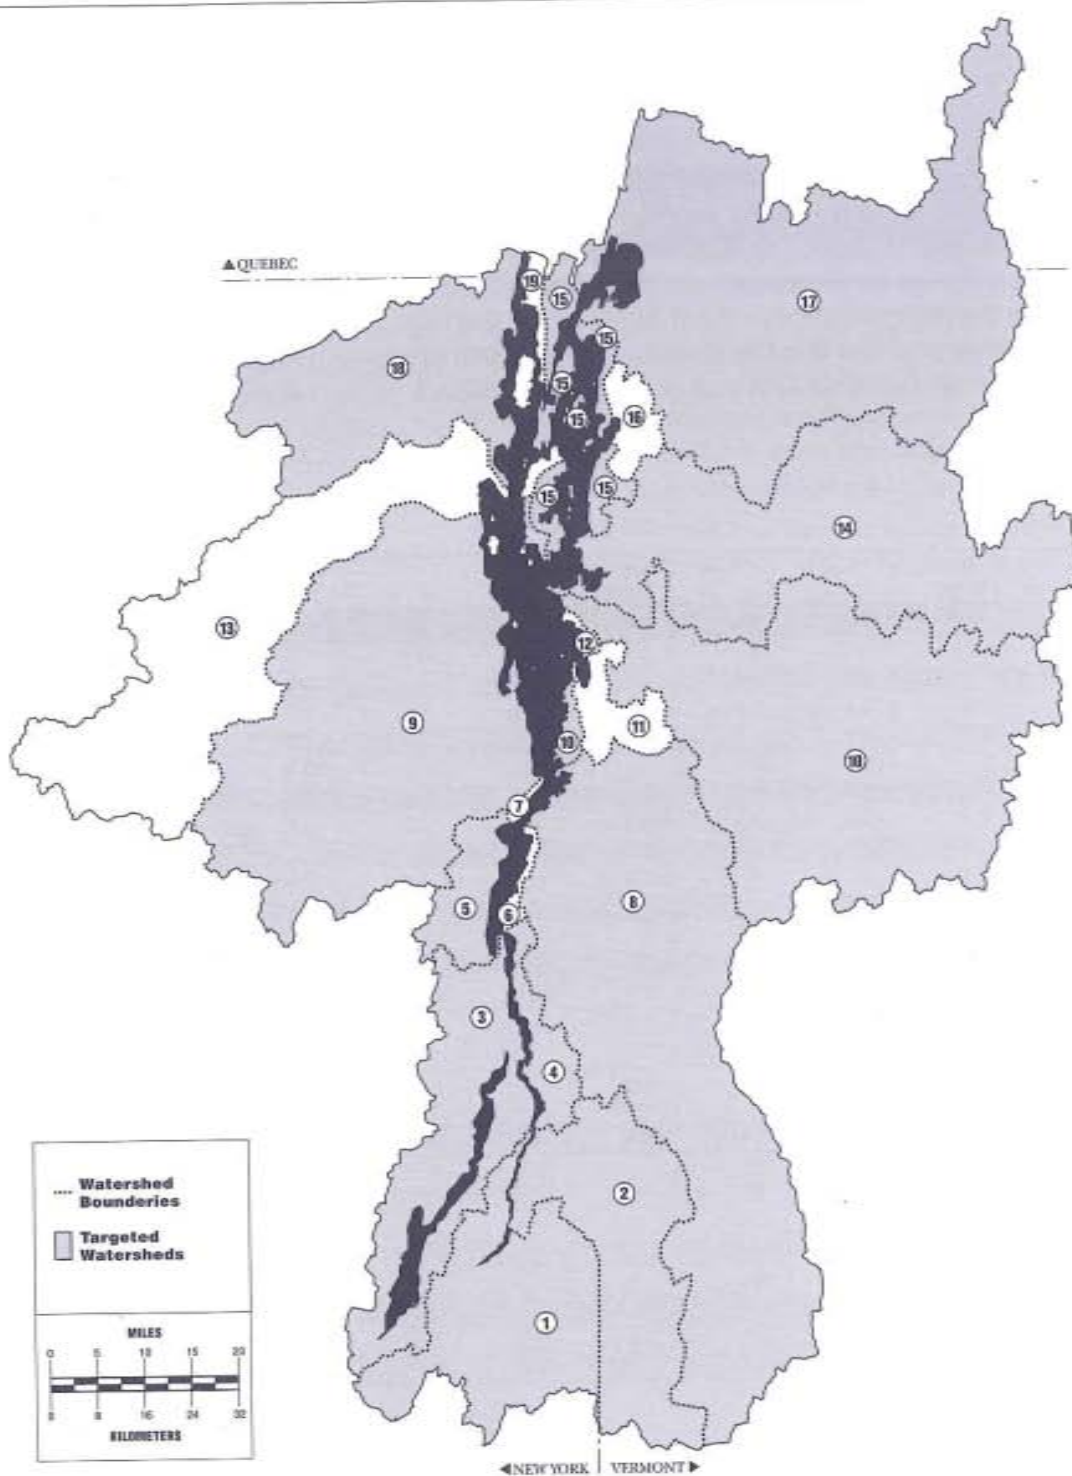 ▲QUEBEC
19
15
17
15
18
15
15
16
15
15
14
13
12
9
10
11
10
7
5
6
8
3
4
Watershed
Bounderies
2
Targeted
Watersheds
1
MILES
0 5 10 15 20
0 8 16 24 32
KILOMETERS
◄NEW YORK | VERMONT►